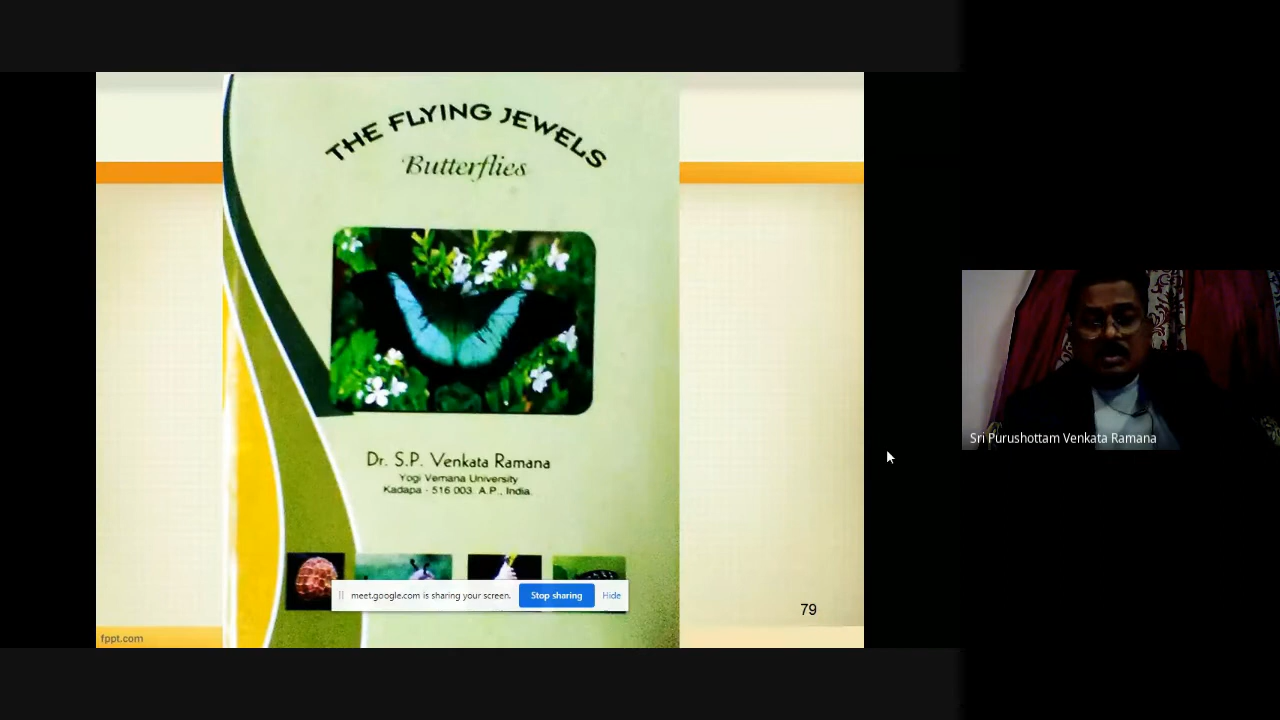 THE FLYING JEWELS
Butterflies
Dr. S.P. Venkata Ramana
Yogi Vemana University
Kadapa - 516 003 A.P., India.
meet.google.com is sharing your screen.
Stop sharing
Hide
79
fppt.com
Sri Purushottam Venkata Ramana